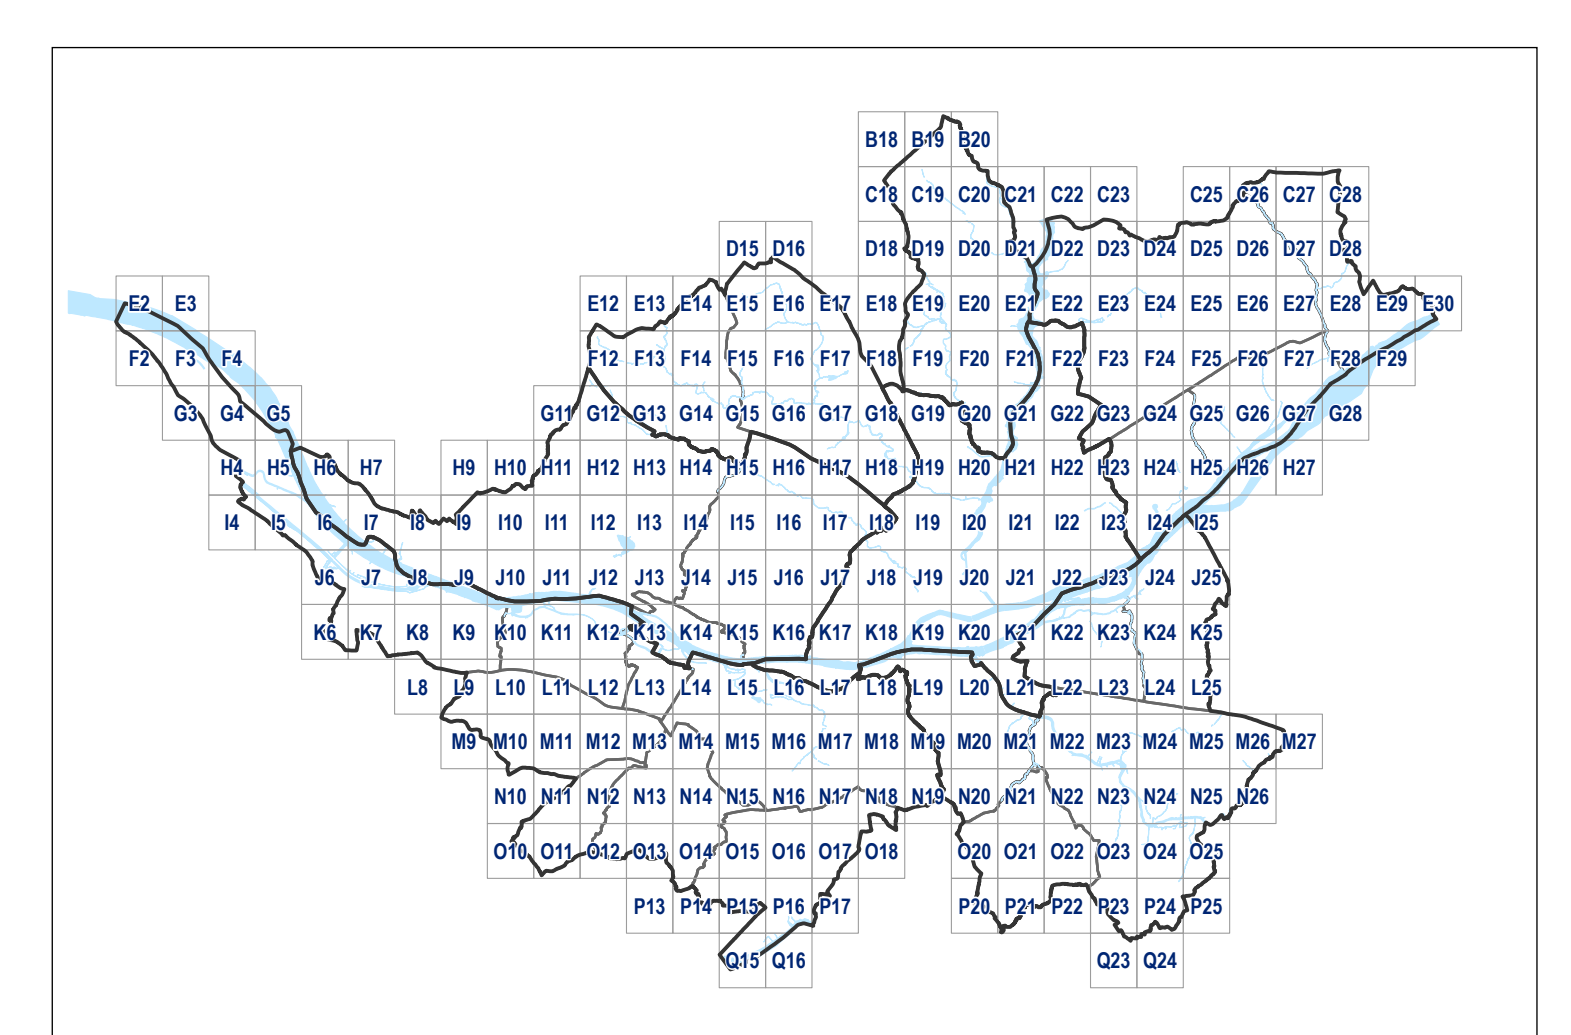 B18 B19 B20
C18 C19 C20 C21 C22 C23 C25 C26 C27 C28
D15 D16 D18 D19 D20 D21 D22 D23 D24 D25 D26 D27 D28
E2 E3 E12 E13 E14 E15 E16 E17 E18 E19 E20 E21 E22 E23 E24 E25 E26 E27 E28 E29 E30
F2 F3 F4 F12 F13 F14 F15 F16 F17 F18 F19 F20 F21 F22 F23 F24 F25 F26 F27 F28 F29
G3 G4 G5 G11 G12 G13 G14 G15 G16 G17 G18 G19 G20 G21 G22 G23 G24 G25 G26 G27 G28
H4 H5 H6 H7 H9 H10 H11 H12 H13 H14 H15 H16 H17 H18 H19 H20 H21 H22 H23 H24 H25 H26 H27
I4 I5 I6 I7 I8 I9 I10 I11 I12 I13 I14 I15 I16 I17 I18 I19 I20 I21 I22 I23 I24 I25
J6 J7 J8 J9 J10 J11 J12 J13 J14 J15 J16 J17 J18 J19 J20 J21 J22 J23 J24 J25
K6 K7 K8 K9 K10 K11 K12 K13 K14 K15 K16 K17 K18 K19 K20 K21 K22 K23 K24 K25
L8 L9 L10 L11 L12 L13 L14 L15 L16 L17 L18 L19 L20 L21 L22 L23 L24 L25
M9 M10 M11 M12 M13 M14 M15 M16 M17 M18 M19 M20 M21 M22 M23 M24 M25 M26 M27
N10 N11 N12 N13 N14 N15 N16 N17 N18 N19 N20 N21 N22 N23 N24 N25 N26
O10 O11 O12 O13 O14 O15 O16 O17 O18 O20 O21 O22 O23 O24 O25
P13 P14 P15 P16 P17 P20 P21 P22 P23 P24 P25
Q15 Q16 Q23 Q24